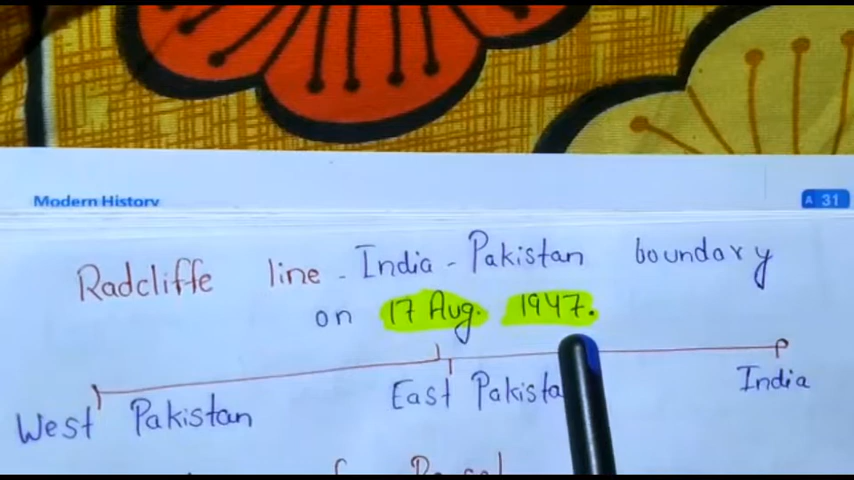 Modern History
A 31
Radcliffe line - India - Pakistan boundary
on 17 Aug. 1947.
West Pakistan East Pakista India